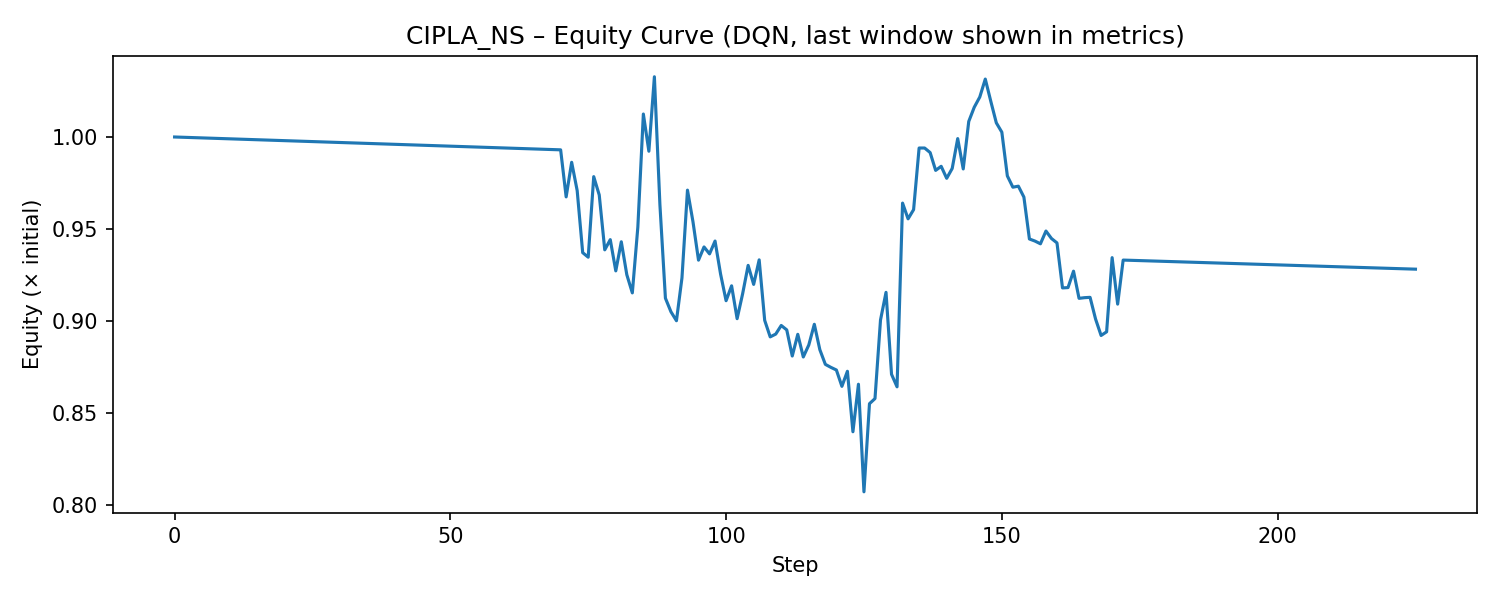 CIPLA_NS – Equity Curve (DQN, last window shown in metrics)
Equity (× initial)
1.00
0.95
0.90
0.85
0.80
0 50 100 150 200
Step